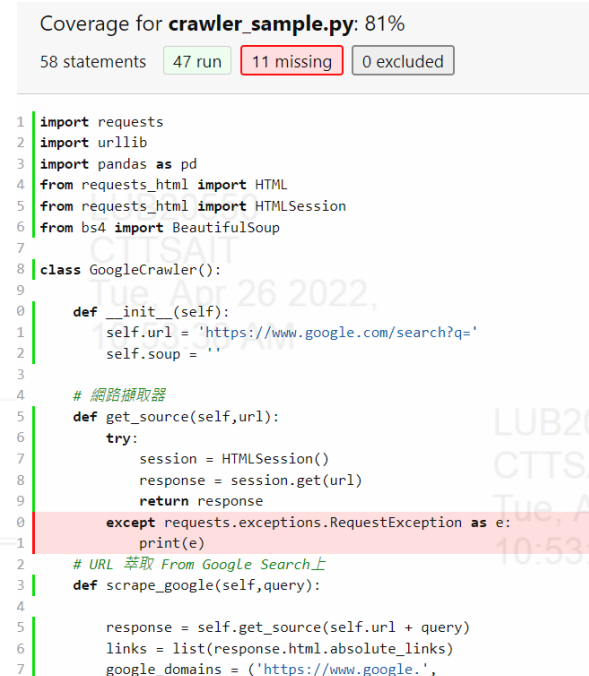 Coverage for crawler_sample.py: 81%
58 statements 47 run 11 missing 0 excluded
1 import requests
2 import urllib
3 import pandas as pd
4 from requests_html import HTML
5 from requests_html import HTMLSession
6 from bs4 import BeautifulSoup
7
8 class GoogleCrawler():
9
0 def __init__(self):
1 self.url = 'https://www.google.com/search?q='
2 self.soup = ''
3
4 # 網路擷取器
5 def get_source(self,url):
6 try:
7 session = HTMLSession()
8 response = session.get(url)
9 return response
0 except requests.exceptions.RequestException as e:
1 print(e)
2 # URL 萃取 From Google Search上
3 def scrape_google(self,query):
4
5 response = self.get_source(self.url + query)
6 links = list(response.html.absolute_links)
7 google_domains = ('https://www.google.',
CTTSAIT
Tue, Apr 26 2022,
LUB20
CTTS
Tue, A
10:53: